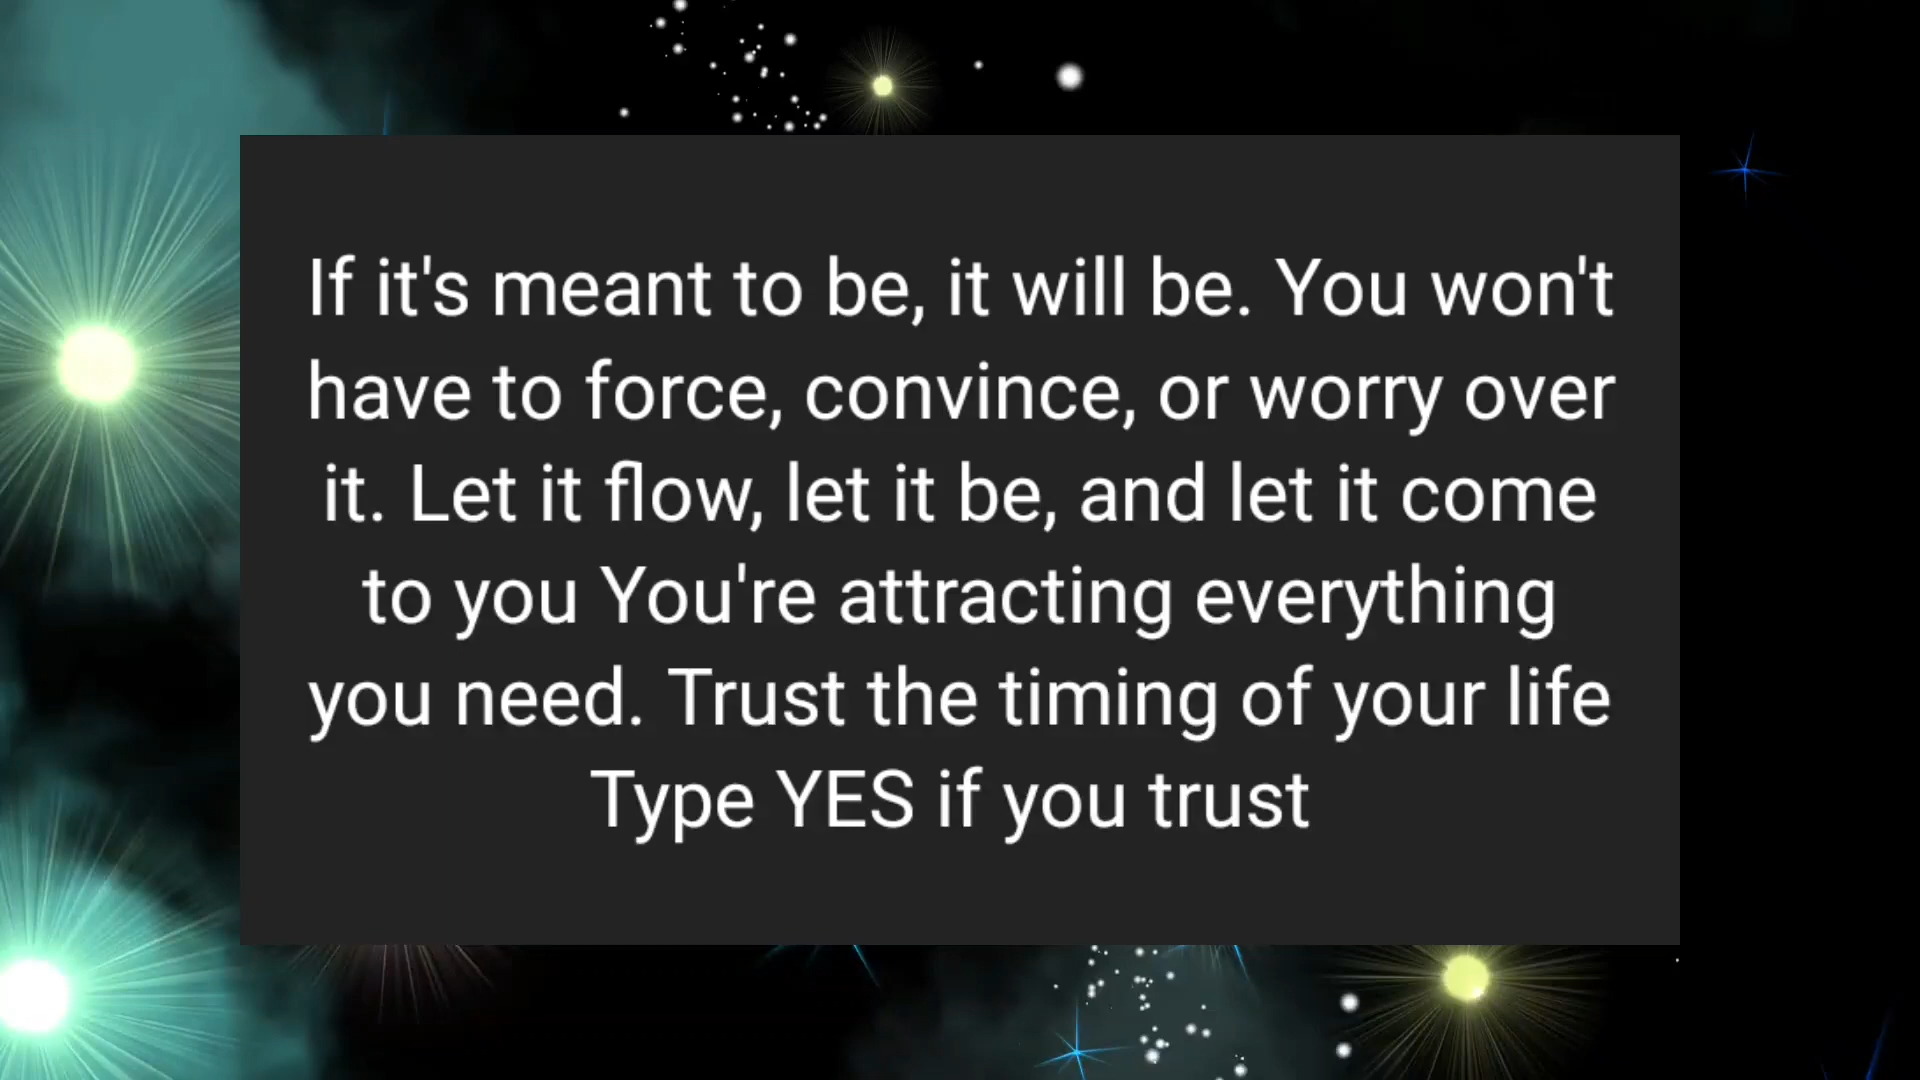 If it's meant to be, it will be. You won't
have to force, convince, or worry over
it. Let it flow, let it be, and let it come
to you You're attracting everything
you need. Trust the timing of your life
Type YES if you trust